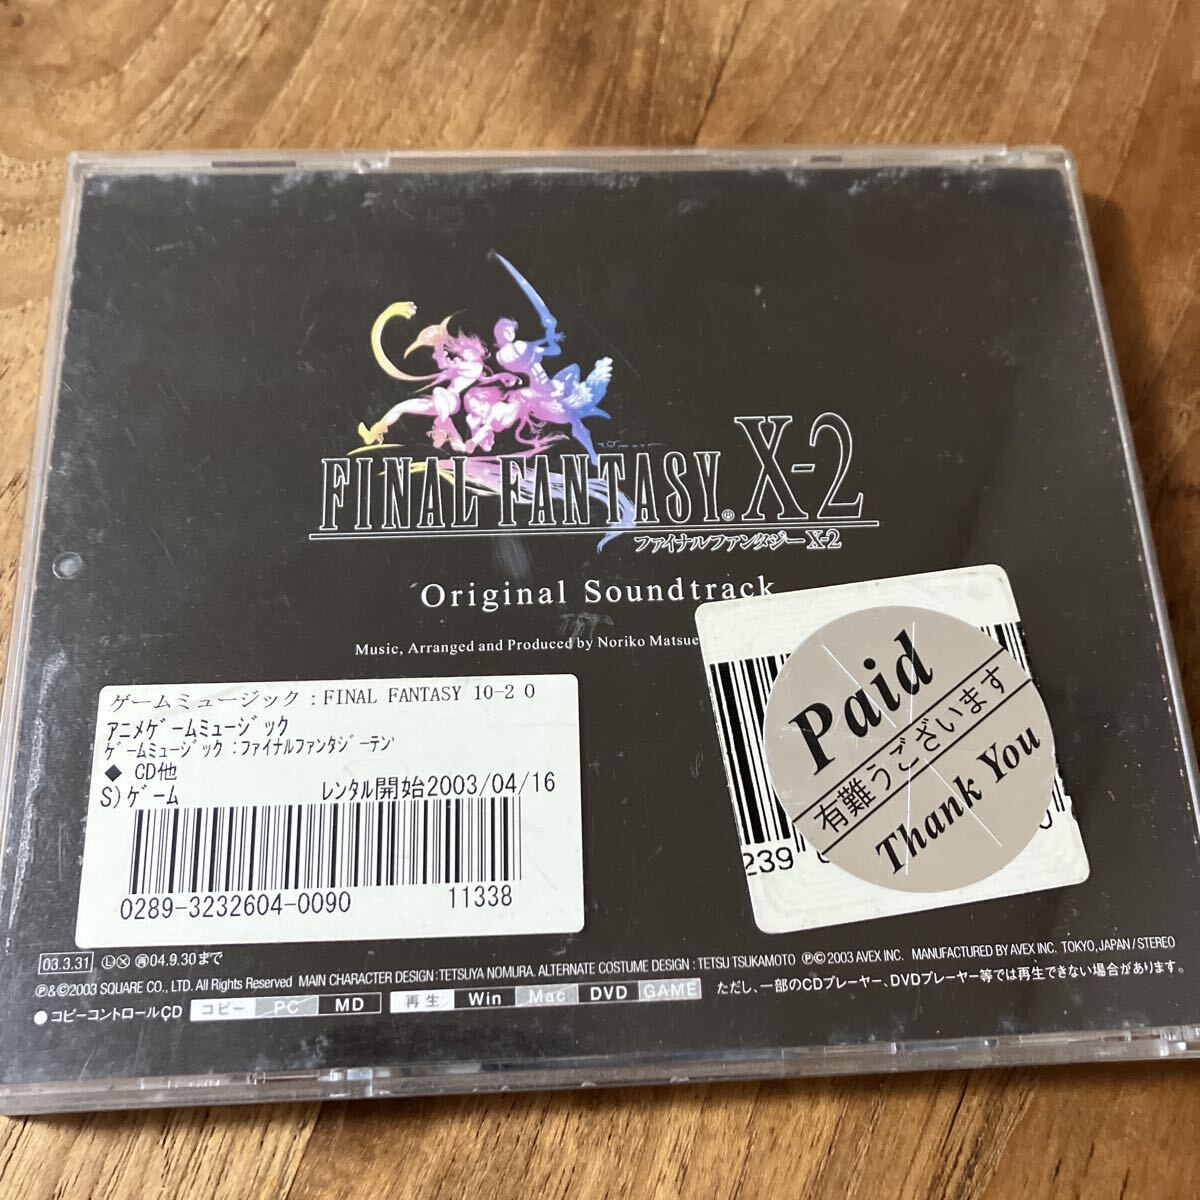 FINAL FANTASY® X-2
ファイナルファンタジーX-2
Original Soundtrack
Music, Arranged and Produced by Noriko Matsue
ゲームミュージック : FINAL FANTASY 10-2 O
アニメゲームミュージック
ゲームミュージック :ファイナルファンタジーテン
◆ CD他
S)ゲーム レンタル開始2003/04/16
0289-3232604-0090 11338
Paid
有難うございます
Thank You
239
03.3.31 Ⓛ Ⓧ ㊢04.9.30まで
℗&©2003 SQUARE CO., LTD. All Rights Reserved MAIN CHARACTER DESIGN : TETSUYA NOMURA. ALTERNATE COSTUME DESIGN : TETSU TSUKAMOTO ℗©2003 AVEX INC. MANUFACTURED BY AVEX INC. TOKYO, JAPAN / STEREO
●コピーコントロールCD コピー PC MD 再生 Win Mac DVD GAME ただし、一部のCDプレーヤー、DVDプレーヤー等では再生できない場合があります。